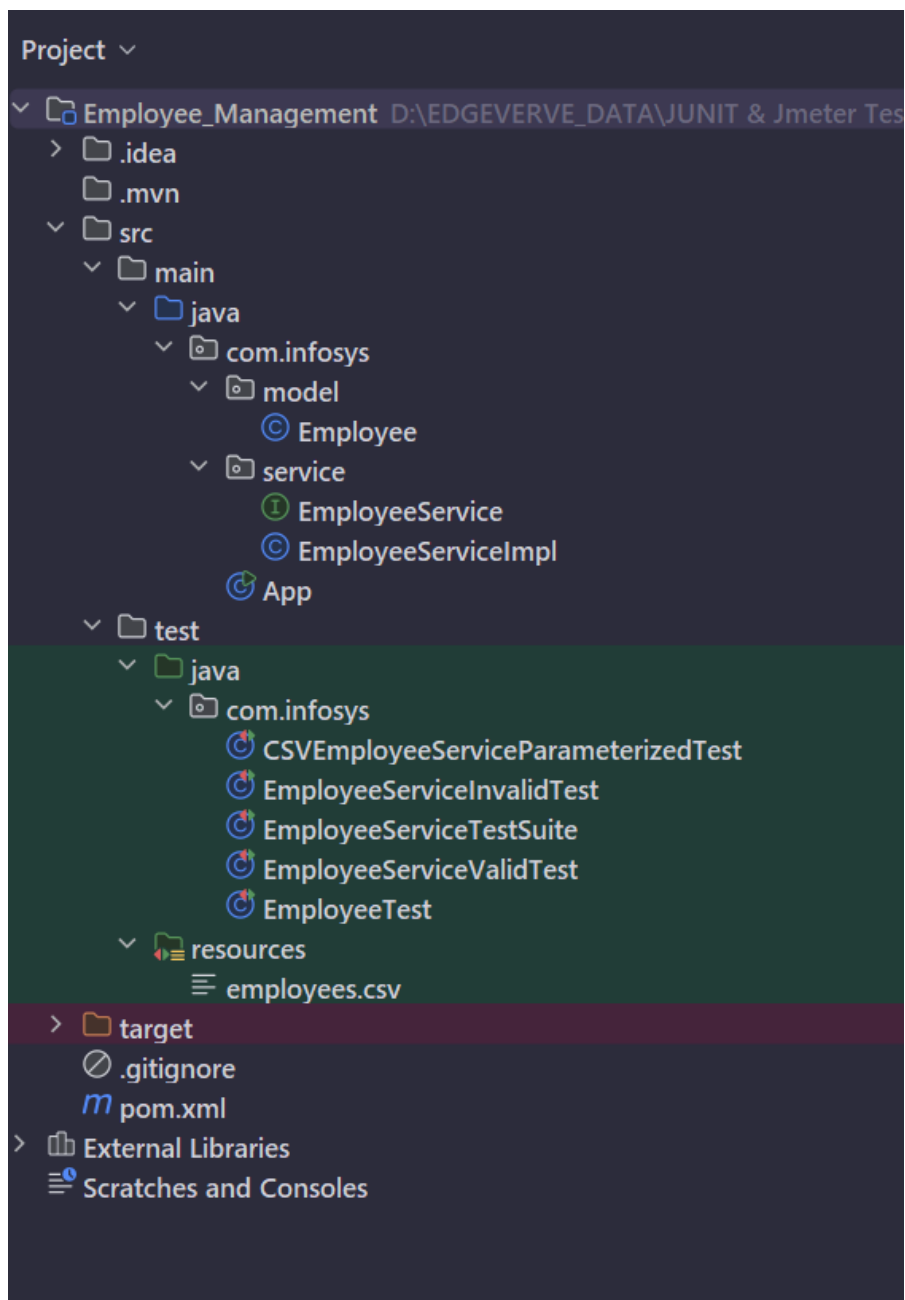 Project
Employee_Management D:\EDGEVERVE_DATA\JUNIT & Jmeter Tes
.idea
.mvn
src
main
java
com.infosys
model
Employee
service
EmployeeService
EmployeeServiceImpl
App
test
java
com.infosys
CSVEmployeeServiceParameterizedTest
EmployeeServiceInvalidTest
EmployeeServiceTestSuite
EmployeeServiceValidTest
EmployeeTest
resources
employees.csv
target
.gitignore
pom.xml
External Libraries
Scratches and Consoles